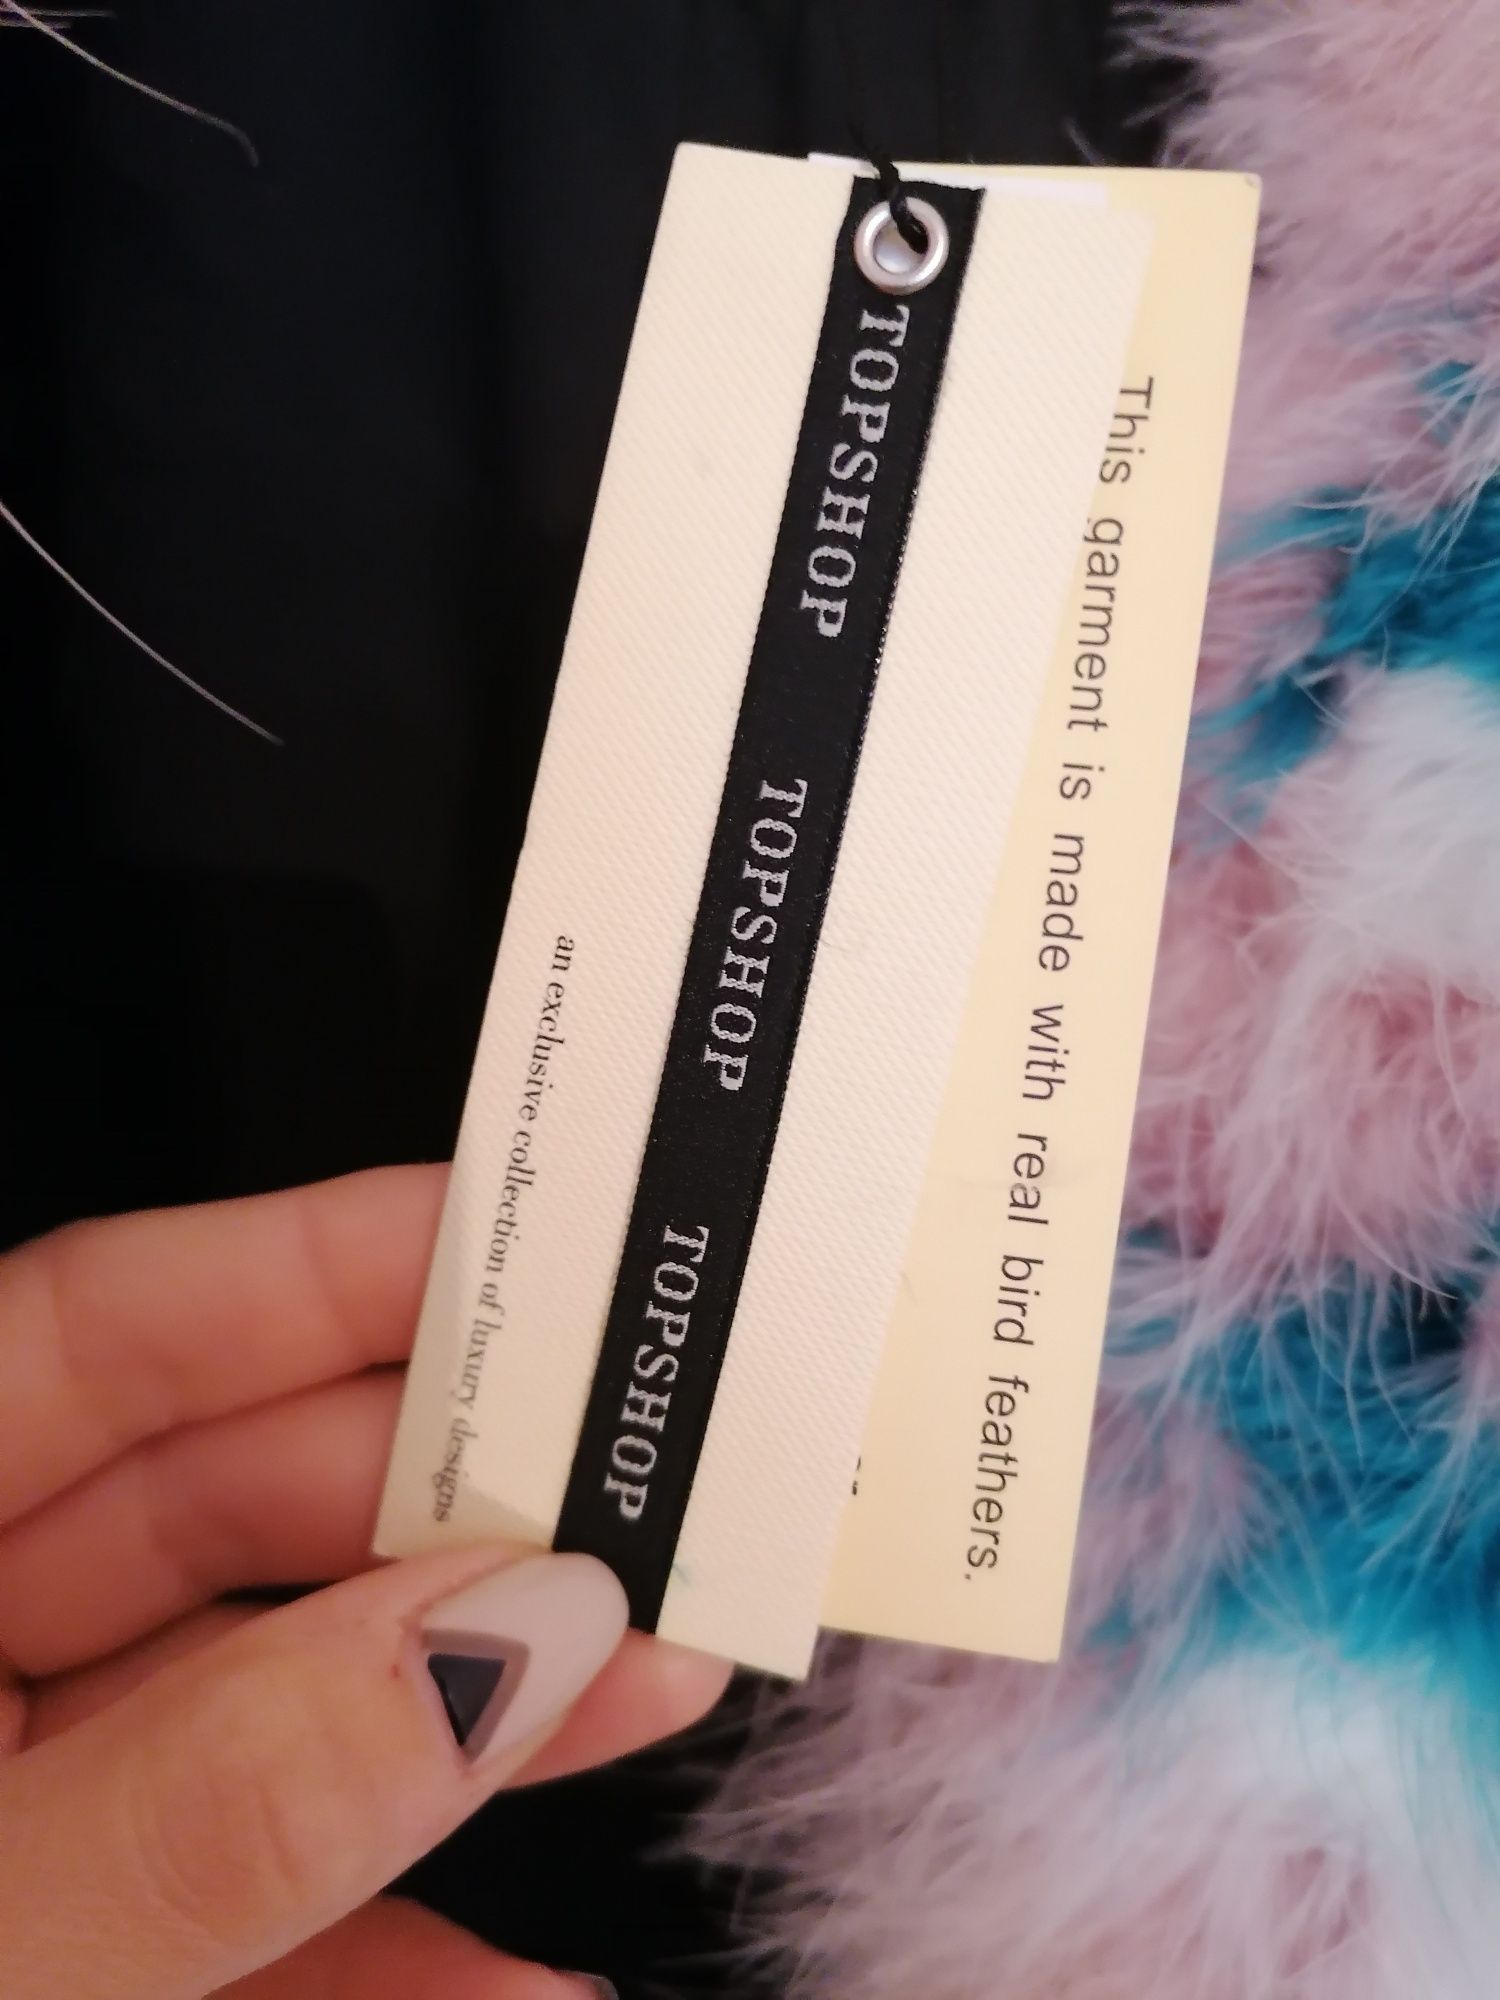 TOPSHOP TOPSHOP TOPSHOP
an exclusive collection of luxury designs
This garment is made with real bird feathers.